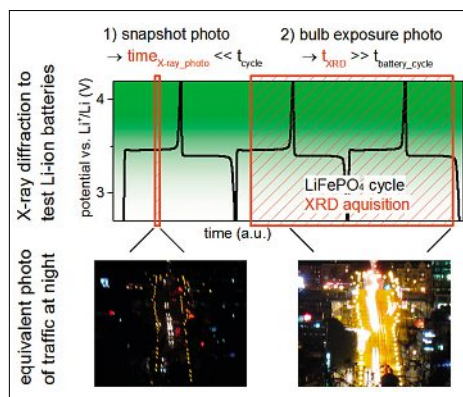 1) snapshot photo
→ timeX-ray_photo << tcycle
2) bulb exposure photo
→ tXRD >> tbattery_cycle
X-ray diffraction to
test Li-ion batteries
potential vs. Li+/Li (V)
4
3
LiFePO4 cycle
XRD aquisition
time (a.u.)
equivalent photo
of traffic at night